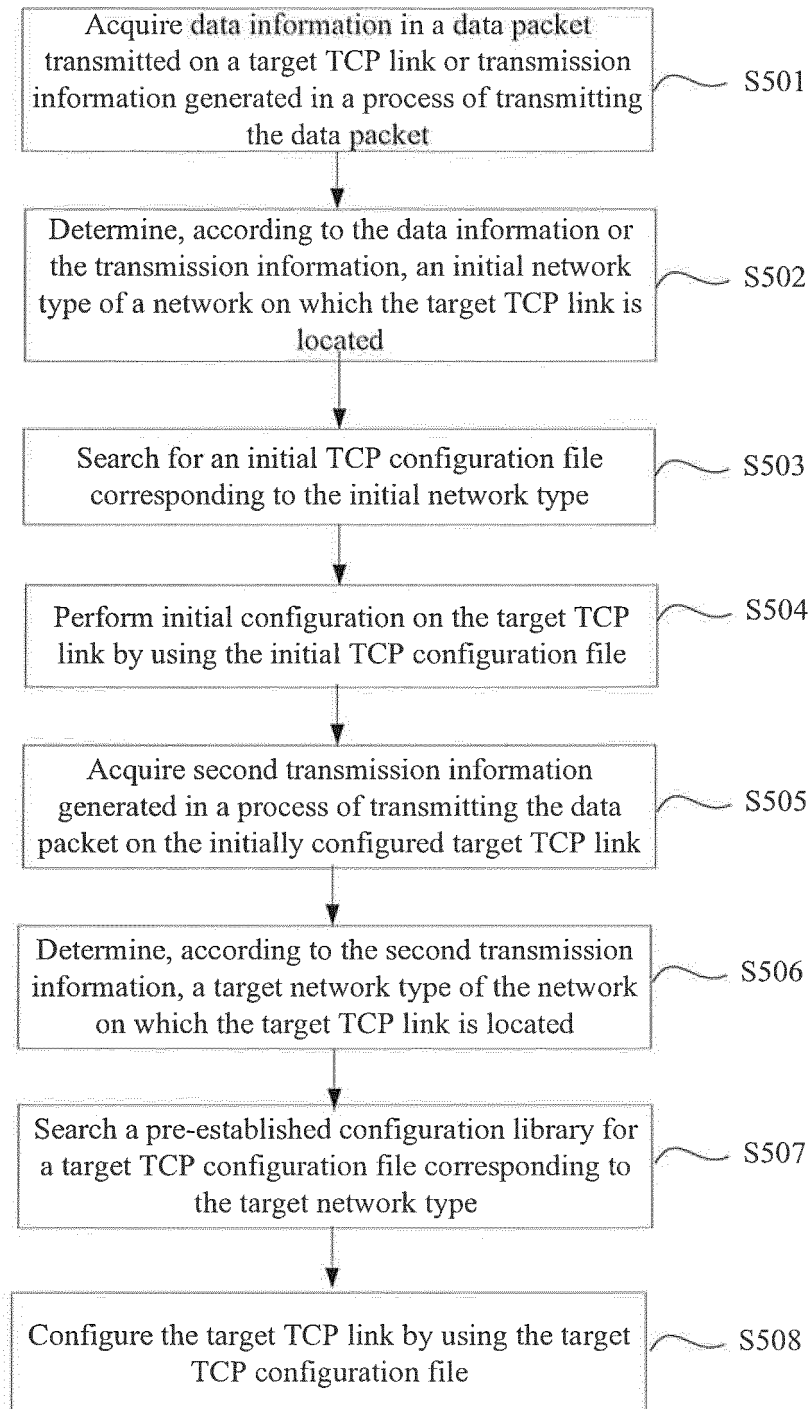 Acquire data information in a data packet
transmitted on a target TCP link or transmission
information generated in a process of transmitting
the data packet
S501
Determine, according to the data information or
the transmission information, an initial network
type of a network on which the target TCP link is
located
S502
Search for an initial TCP configuration file
corresponding to the initial network type
S503
Perform initial configuration on the target TCP
link by using the initial TCP configuration file
S504
Acquire second transmission information
generated in a process of transmitting the data
packet on the initially configured target TCP link
S505
Determine, according to the second transmission
information, a target network type of the network
on which the target TCP link is located
S506
Search a pre-established configuration library for
a target TCP configuration file corresponding to
the target network type
S507
Configure the target TCP link by using the target
TCP configuration file
S508